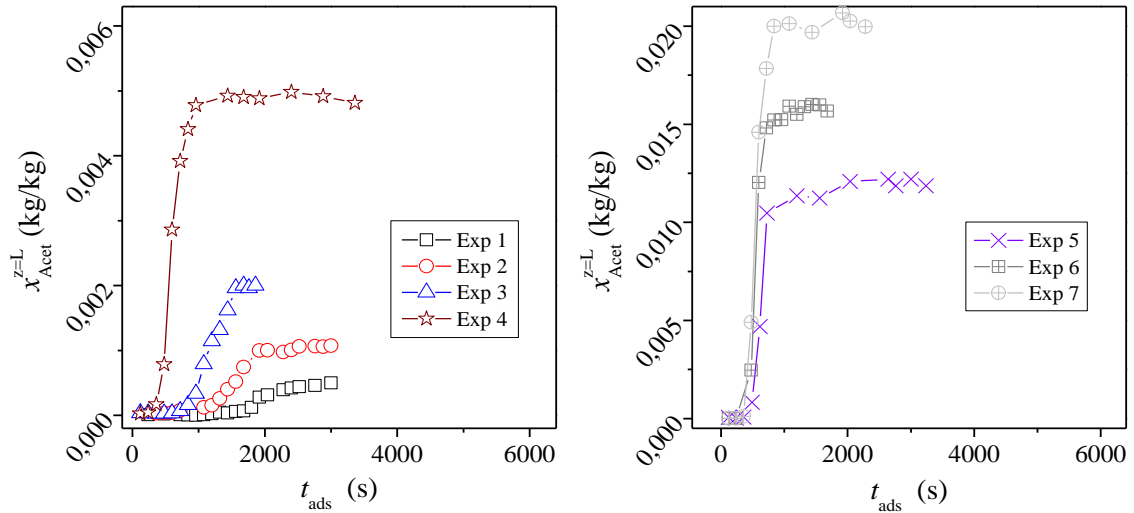 0,006
0,004
0,002
0,000
x z=L Acet (kg/kg)
Exp 1
Exp 2
Exp 3
Exp 4
0 2000 4000 6000
t ads (s)
0,020
0,015
0,010
0,005
0,000
x z=L Acet (kg/kg)
Exp 5
Exp 6
Exp 7
0 2000 4000 6000
t ads (s)